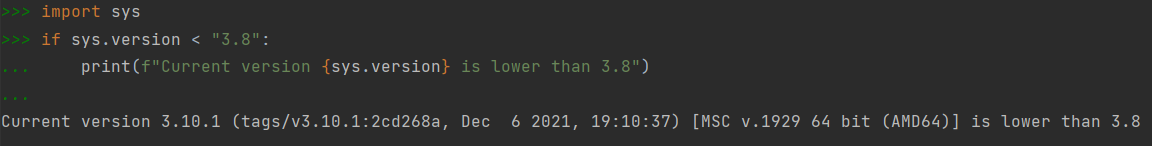 >>> import sys
>>> if sys.version < "3.8":
...     print(f"Current version {sys.version} is lower than 3.8")
...
Current version 3.10.1 (tags/v3.10.1:2cd268a, Dec  6 2021, 19:10:37) [MSC v.1929 64 bit (AMD64)] is lower than 3.8